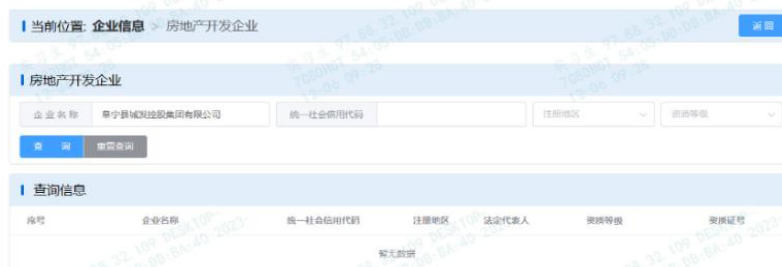 当前位置: 企业信息 > 房地产开发企业
返 回
房地产开发企业
企业名称 阜宁县城发控股集团有限公司 统一社会信用代码 注册地区 资质等级
查 询 重置查询
查询信息
序号 企业名称 统一社会信用代码 注册地区 法定代表人 资质等级 资质证号
暂无数据